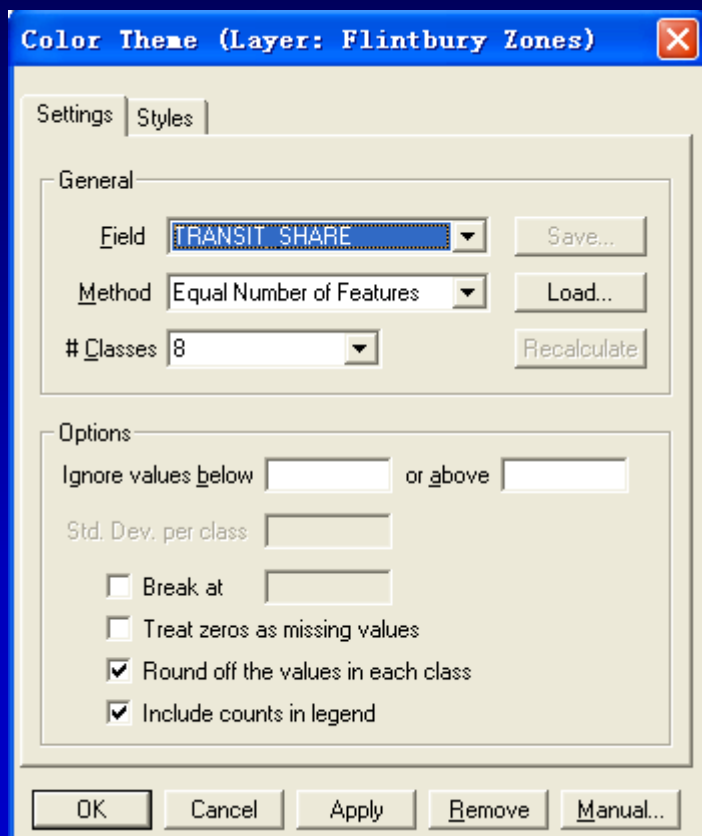 Color Theme (Layer: Flintbury Zones)
Settings Styles
General
Field TRANSIT_SHARE Save...
Method Equal Number of Features Load...
# Classes 8 Recalculate
Options
Ignore values below or above
Std. Dev. per class
Break at
Treat zeros as missing values
Round off the values in each class
Include counts in legend
OK Cancel Apply Remove Manual...